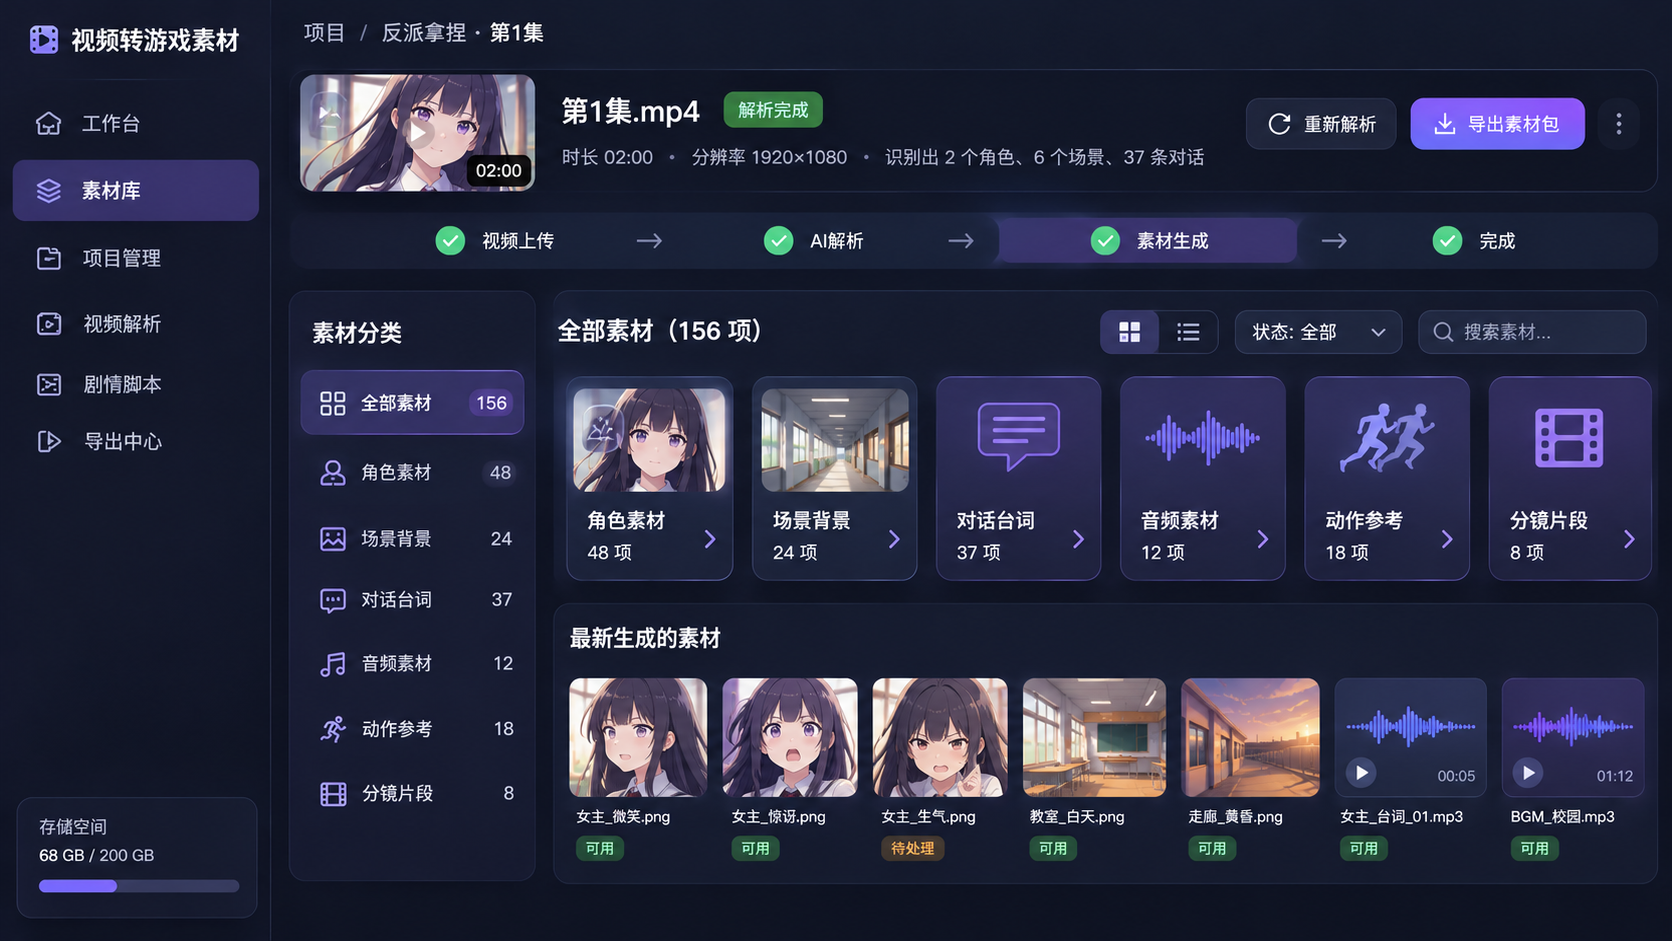 视频转游戏素材
工作台
素材库
项目管理
视频解析
剧情脚本
导出中心
存储空间
68 GB / 200 GB
项目 / 反派拿捏 · 第1集
02:00
第1集.mp4
解析完成
时长 02:00 • 分辨率 1920×1080 • 识别出 2 个角色、6 个场景、37 条对话
重新解析
导出素材包
视频上传
AI解析
素材生成
完成
素材分类
全部素材 156
角色素材 48
场景背景 24
对话台词 37
音频素材 12
动作参考 18
分镜片段 8
全部素材（156 项）
状态: 全部
搜索素材...
角色素材
48 项
场景背景
24 项
对话台词
37 项
音频素材
12 项
动作参考
18 项
分镜片段
8 项
最新生成的素材
女主_微笑.png
可用
女主_惊讶.png
可用
女主_生气.png
待处理
教室_白天.png
可用
走廊_黄昏.png
可用
00:05
女主_台词_01.mp3
可用
01:12
BGM_校园.mp3
可用